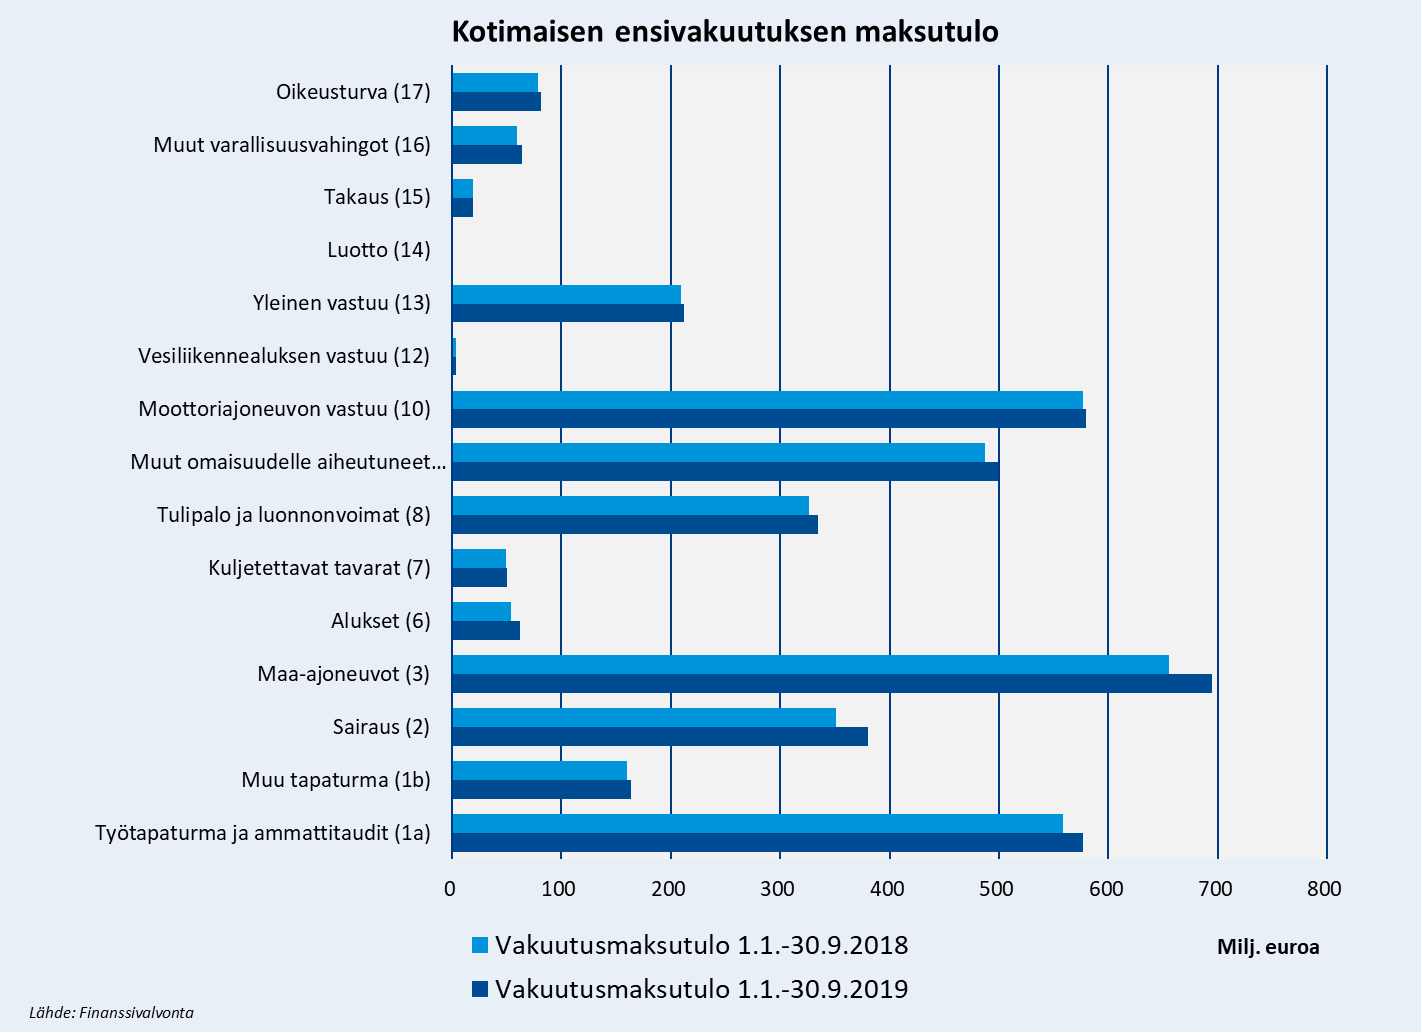 Kotimaisen ensivakuutuksen maksutulo
Oikeusturva (17)
Muut varallisuusvahingot (16)
Takaus (15)
Luotto (14)
Yleinen vastuu (13)
Vesiliikennealuksen vastuu (12)
Moottoriajoneuvon vastuu (10)
Muut omaisuudelle aiheutuneet...
Tulipalo ja luonnonvoimat (8)
Kuljetettavat tavarat (7)
Alukset (6)
Maa-ajoneuvot (3)
Sairaus (2)
Muu tapaturma (1b)
Työtapaturma ja ammattitaudit (1a)
0 100 200 300 400 500 600 700 800
Vakuutusmaksutulo 1.1.-30.9.2018
Milj. euroa
Vakuutusmaksutulo 1.1.-30.9.2019
Lähde: Finanssivalvonta